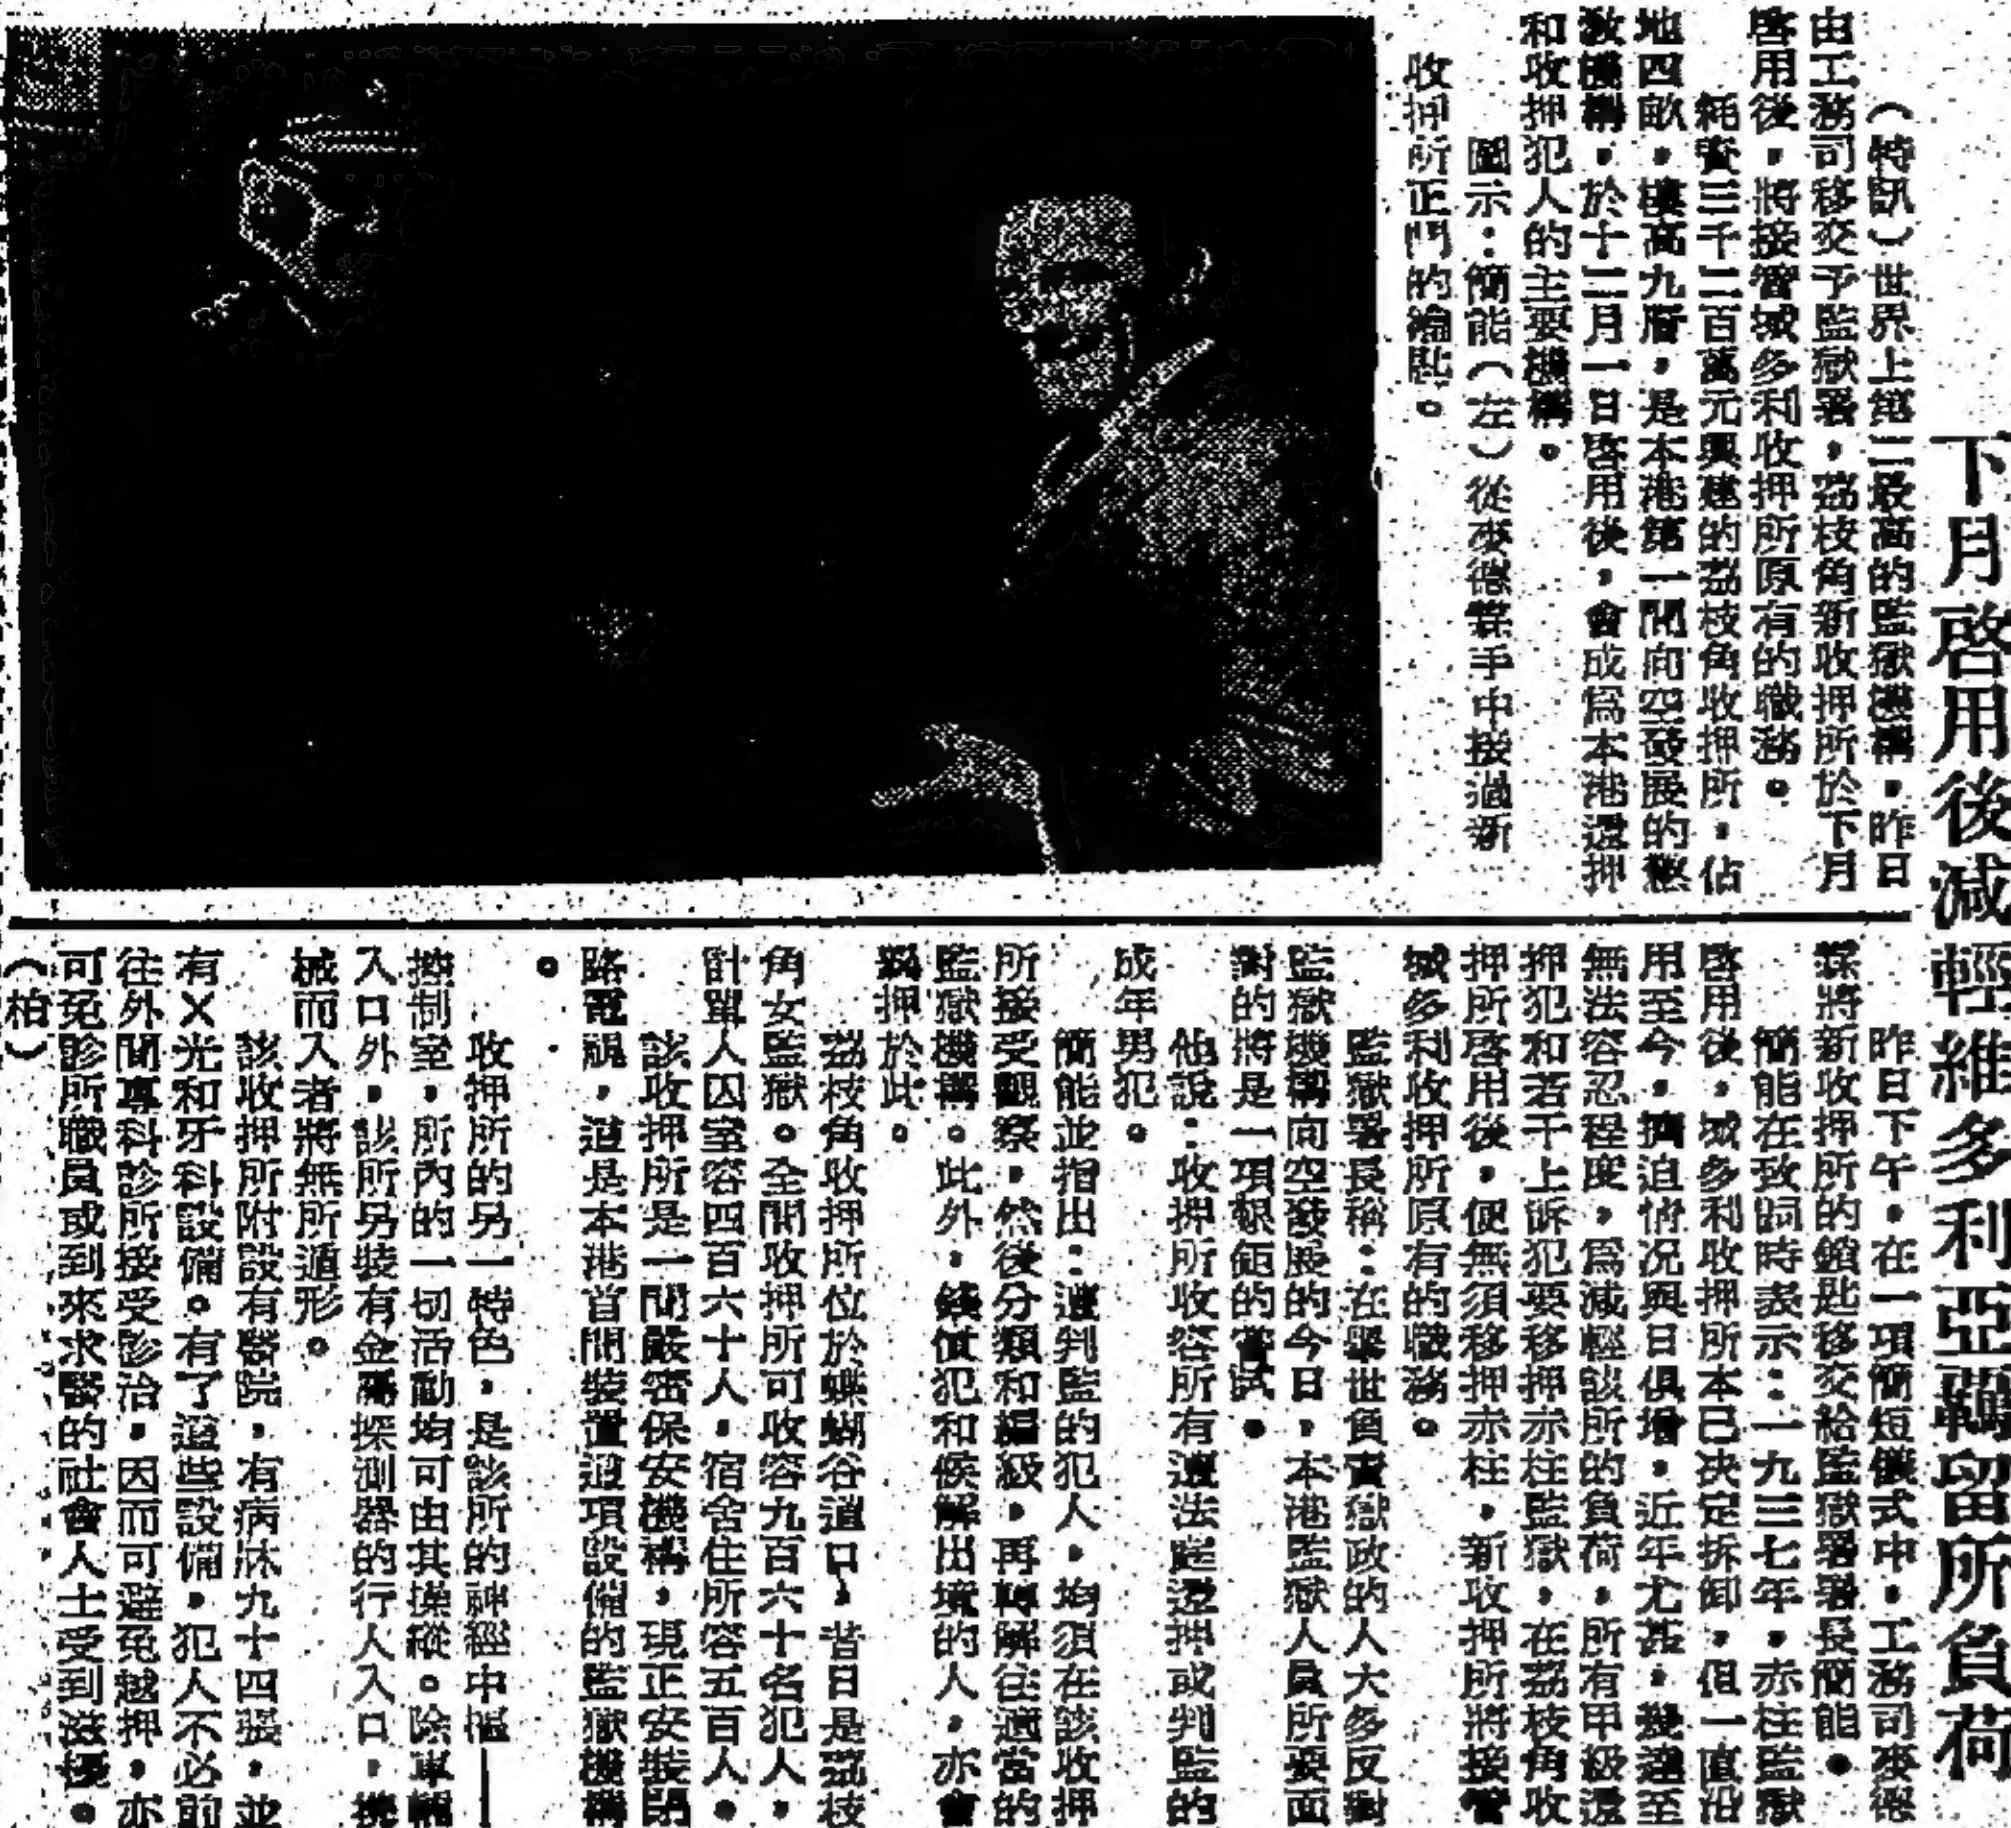 下月啓用後減輕維多利亞羈留所負荷
（特訊）世界上第二最高的監獄機構，昨日
由工務司移交予監獄署，荔枝角新收押所於下月
啓用後，將接管域多利收押所原有的職務。
耗資三千二百萬元興建的荔枝角收押所，佔
地四畝，樓高九層，是本港第一間向空發展的懲
敎機構，於十二月一日啓用後，會成爲本港還押
和收押犯人的主要機構。
圖示：簡能（左）從麥德霖手中接過新
收押所正門的鑰匙。
昨日下午，在一項簡短儀式中，工務司麥德
霖將新收押所的鎖匙移交給監獄署署長簡能。
簡能在致詞時表示：一九三七年，赤柱監獄
啓用後，域多利收押所本已決定拆卸，但一直沿
用至今，擠迫情況與日俱增，近年尤甚，幾達至
無法容忍程度，爲減輕該所的負荷，所有甲級還
押犯和若干上訴犯要移押赤柱監獄，在荔枝角收
押所啓用後，便無須移押赤柱，新收押所將接管
域多利收押所原有的職務。
監獄署長稱：在舉世負責獄政的人大多反對
監獄機構向空發展的今日，本港監獄人員所要面
對的將是一項艱鉅的嘗試。
他說：收押所收容所有遭法庭還押或判監的
成年男犯。
簡能並指出：遭判監的犯人，均須在該收押
所接受觀察，然後分類和編級，再轉解往適當的
監獄機構。此外，錢債犯和候解出境的人，亦會
羈押於此。
荔枝角收押所位於蝴蝶谷道口，昔日是荔枝
角女監獄。全間收押所可收容九百六十名犯人，
計單人囚室容四百六十人，宿舍住所容五百人。
該收押所是一間嚴密保安機構，現正安裝閉
路電視，這是本港首間裝置這項設備的監獄機構
。
收押所的另一特色，是該所的神經中樞——
控制室，所內的一切活動均可由其操縱。除車輛
入口外，該所另裝有金屬探測器的行人入口，攜
械而入者將無所遁形。
該收押所附設有醫院，有病牀九十四張，並
有X光和牙科設備。有了這些設備，犯人不必前
往外間專科診所接受診治，因而可避免越押，亦
可免診所職員或到來求醫的社會人士受到滋擾。
（柏）